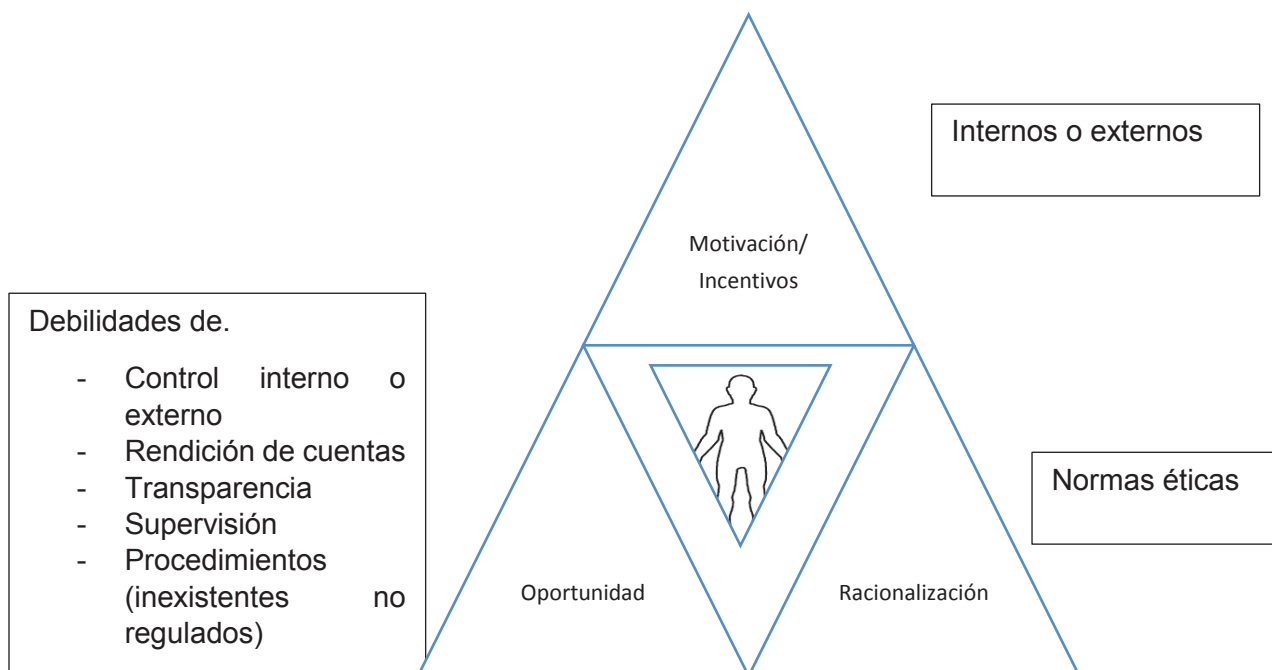 Internos o externos
Motivación/
Incentivos
Debilidades de.
- Control interno o
externo
- Rendición de cuentas
- Transparencia
- Supervisión
- Procedimientos
(inexistentes no
regulados)
Normas éticas
Oportunidad
Racionalización